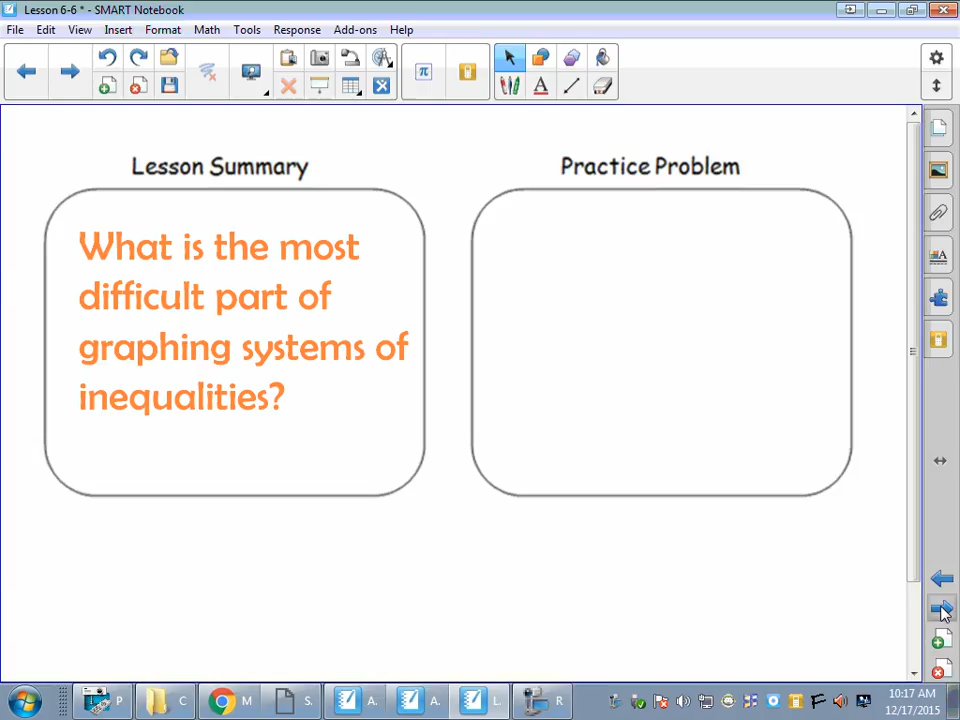 Lesson 6-6 * - SMART Notebook
File Edit View Insert Format Math Tools Response Add-ons Help
Lesson Summary
Practice Problem
What is the most
difficult part of
graphing systems of
inequalities?
P
C
M
S.
A.
A.
L.
R
10:17 AM
12/17/2015